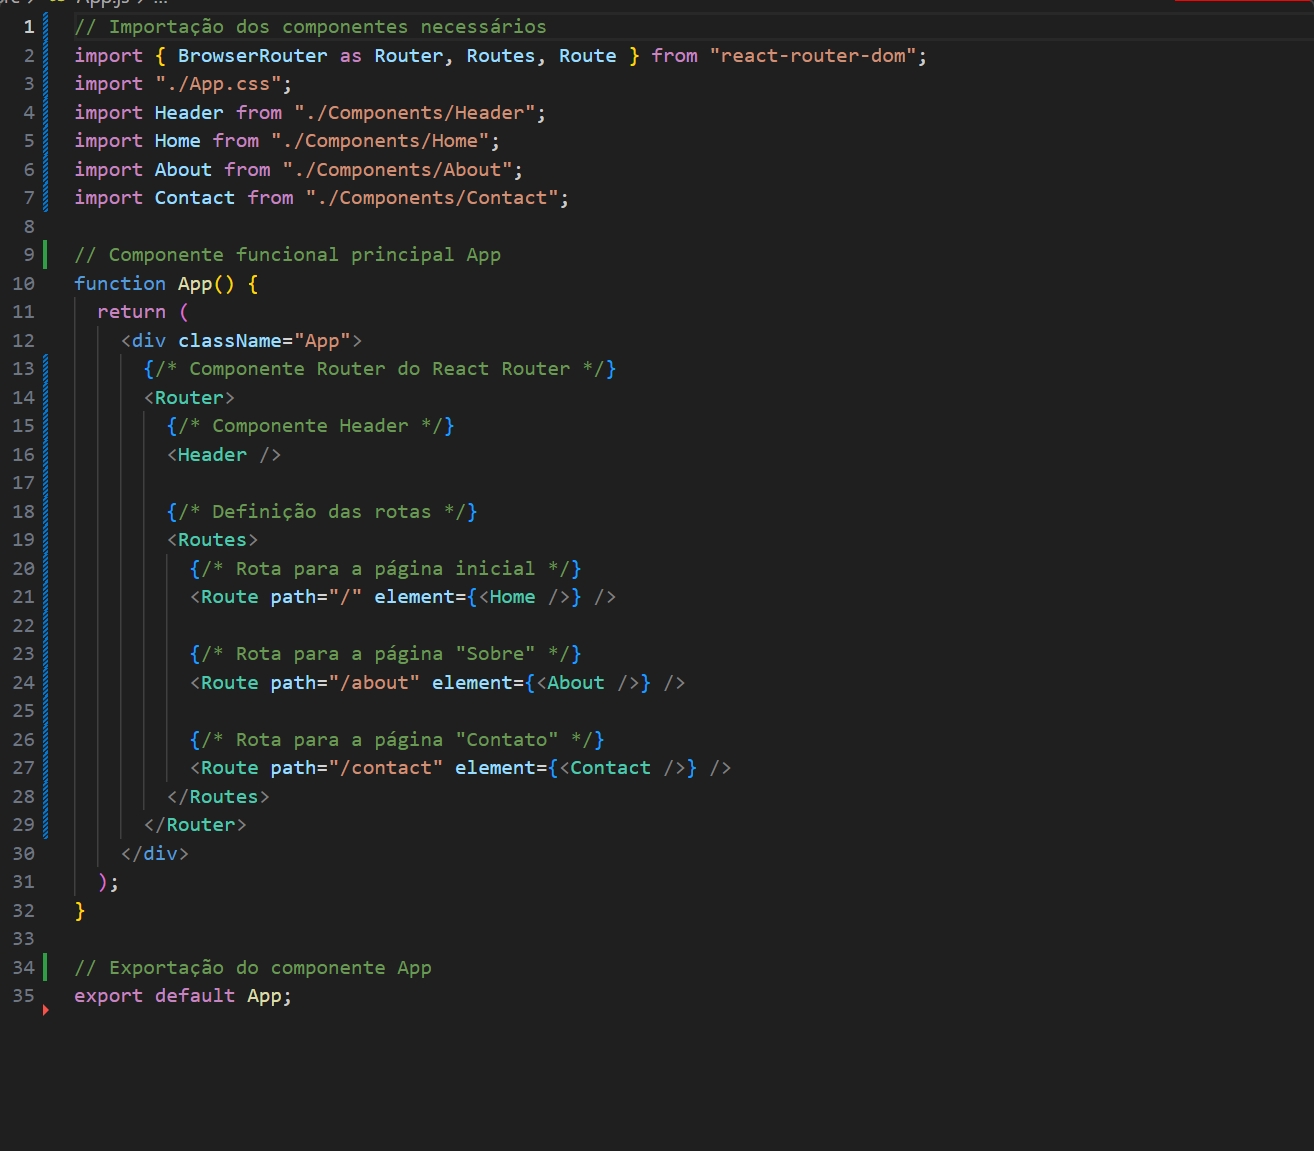 App.js > ...
1 // Importação dos componentes necessários
2 import { BrowserRouter as Router, Routes, Route } from "react-router-dom";
3 import "./App.css";
4 import Header from "./Components/Header";
5 import Home from "./Components/Home";
6 import About from "./Components/About";
7 import Contact from "./Components/Contact";
8
9 // Componente funcional principal App
10 function App() {
11   return (
12     <div className="App">
13       {/* Componente Router do React Router */}
14       <Router>
15         {/* Componente Header */}
16         <Header />
17
18         {/* Definição das rotas */}
19         <Routes>
20           {/* Rota para a página inicial */}
21           <Route path="/" element={<Home />} />
22
23           {/* Rota para a página "Sobre" */}
24           <Route path="/about" element={<About />} />
25
26           {/* Rota para a página "Contato" */}
27           <Route path="/contact" element={<Contact />} />
28         </Routes>
29       </Router>
30     </div>
31   );
32 }
33
34 // Exportação do componente App
35 export default App;